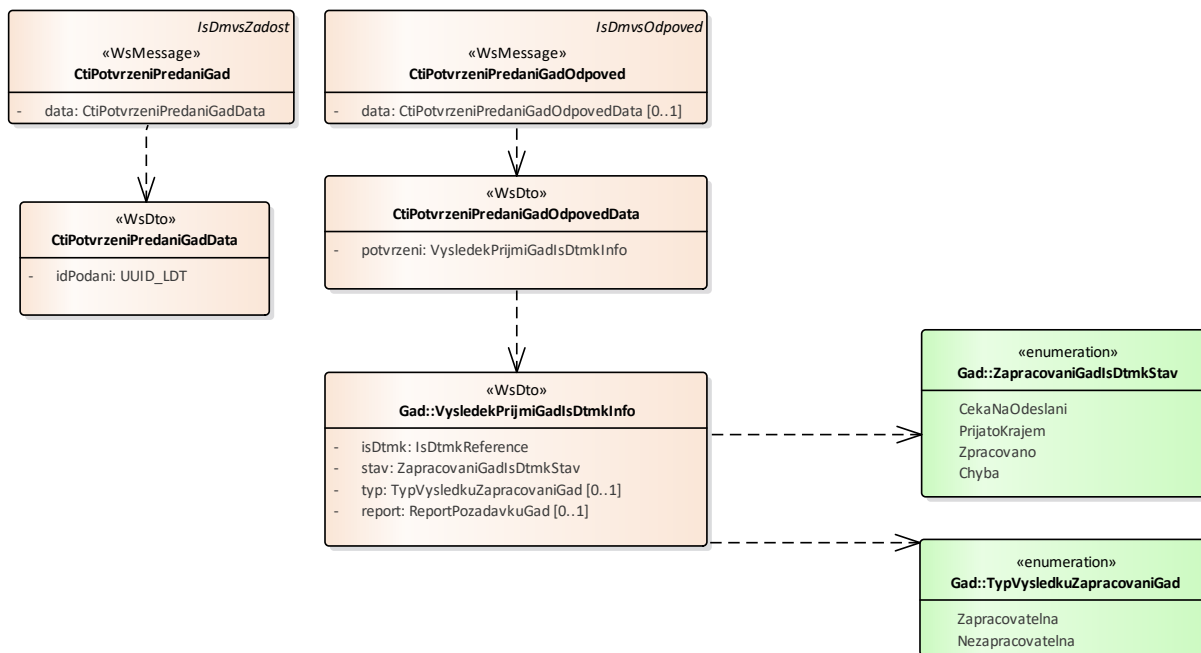 IsDmvsZadost
«WsMessage»
CtiPotvrzeniPredaniGad
- data: CtiPotvrzeniPredaniGadData
IsDmvsOdpoved
«WsMessage»
CtiPotvrzeniPredaniGadOdpoved
- data: CtiPotvrzeniPredaniGadOdpovedData [0..1]
«WsDto»
CtiPotvrzeniPredaniGadData
- idPodani: UUID_LDT
«WsDto»
CtiPotvrzeniPredaniGadOdpovedData
- potvrzeni: VysledekPrijmiGadIsDtmkInfo
«WsDto»
Gad::VysledekPrijmiGadIsDtmkInfo
- isDtmk: IsDtmkReference
- stav: ZapracovaniGadIsDtmkStav
- typ: TypVysledkuZapracovaniGad [0..1]
- report: ReportPozadavkuGad [0..1]
«enumeration»
Gad::ZapracovaniGadIsDtmkStav
CekaNaOdeslani
PrijatoKrajem
Zpracovano
Chyba
«enumeration»
Gad::TypVysledkuZapracovaniGad
Zapracovatelna
Nezapracovatelna